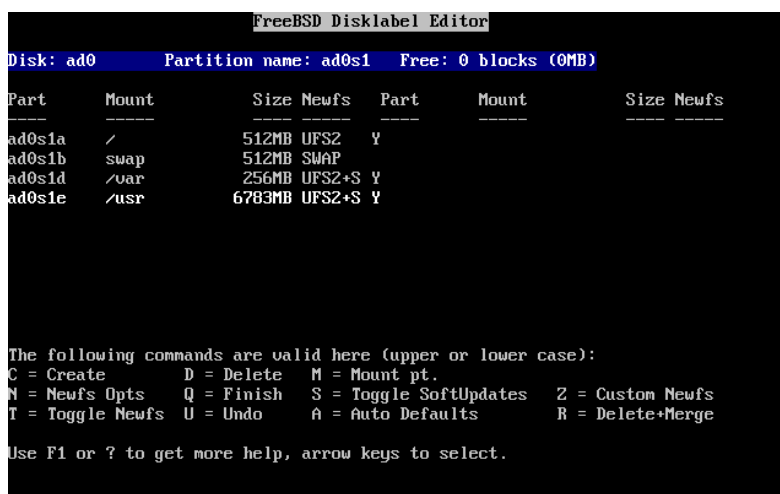 FreeBSD Disklabel Editor
Disk: ad0 Partition name: ad0s1 Free: 0 blocks (0MB)
Part Mount Size Newfs Part Mount Size Newfs
---- ----- ---- ----- ---- ----- ---- -----
ad0s1a / 512MB UFS2 Y
ad0s1b swap 512MB SWAP
ad0s1d /var 256MB UFS2+S Y
ad0s1e /usr 6783MB UFS2+S Y
The following commands are valid here (upper or lower case):
C = Create D = Delete M = Mount pt.
N = Newfs Opts Q = Finish S = Toggle SoftUpdates Z = Custom Newfs
T = Toggle Newfs U = Undo A = Auto Defaults R = Delete+Merge
Use F1 or ? to get more help, arrow keys to select.